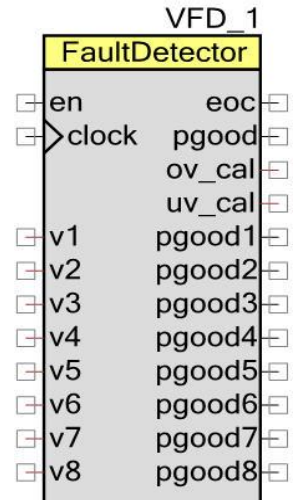 VFD_1
FaultDetector
en eoc
clock pgood
ov_cal
uv_cal
v1 pgood1
v2 pgood2
v3 pgood3
v4 pgood4
v5 pgood5
v6 pgood6
v7 pgood7
v8 pgood8